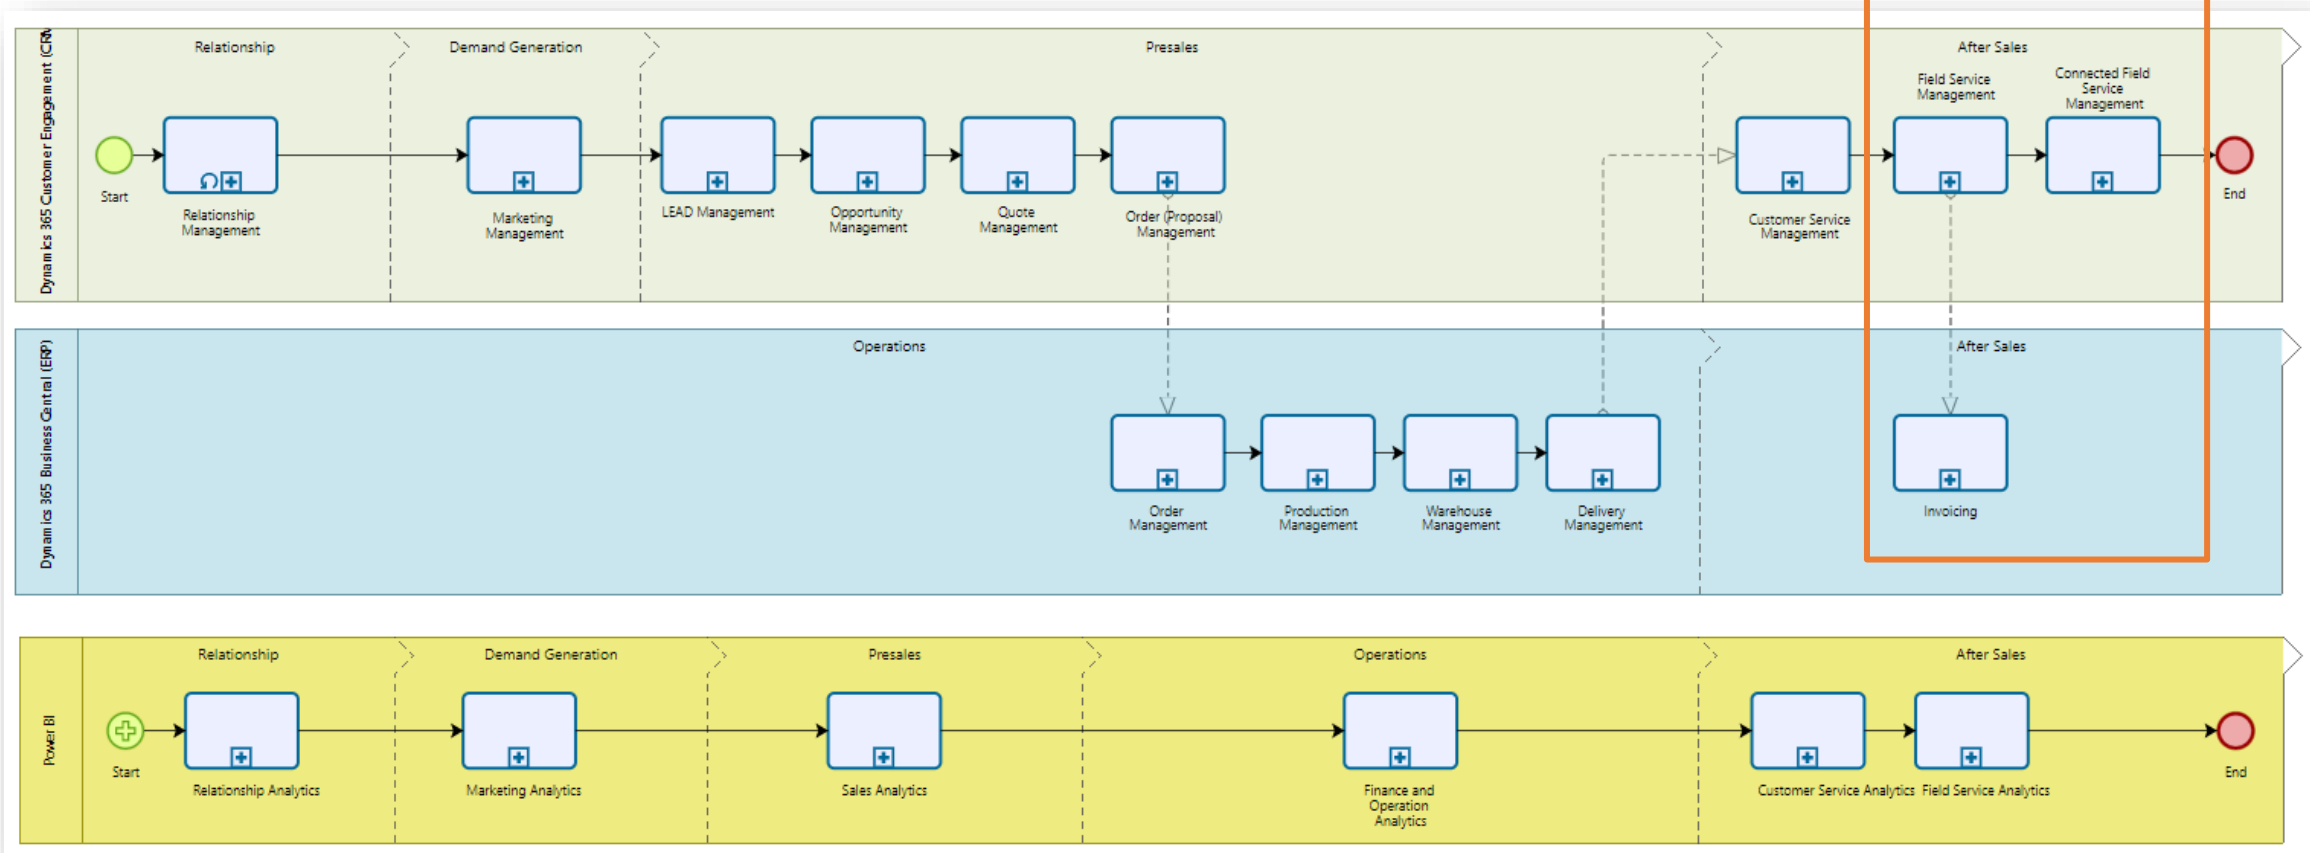 Dynamics 365 Customer Engagement (CRM
Relationship
Demand Generation
Presales
After Sales
Start
Relationship
Management
Marketing
Management
LEAD Management
Opportunity
Management
Quote
Management
Order (Proposal)
Management
Customer Service
Management
Field Service
Management
Connected Field
Service
Management
End
Dynamics 365 Business Central (ERP)
Operations
After Sales
Order
Management
Production
Management
Warehouse
Management
Delivery
Management
Invoicing
Power BI
Relationship
Demand Generation
Presales
Operations
After Sales
Start
Relationship Analytics
Marketing Analytics
Sales Analytics
Finance and
Operation
Analytics
Customer Service Analytics
Field Service Analytics
End